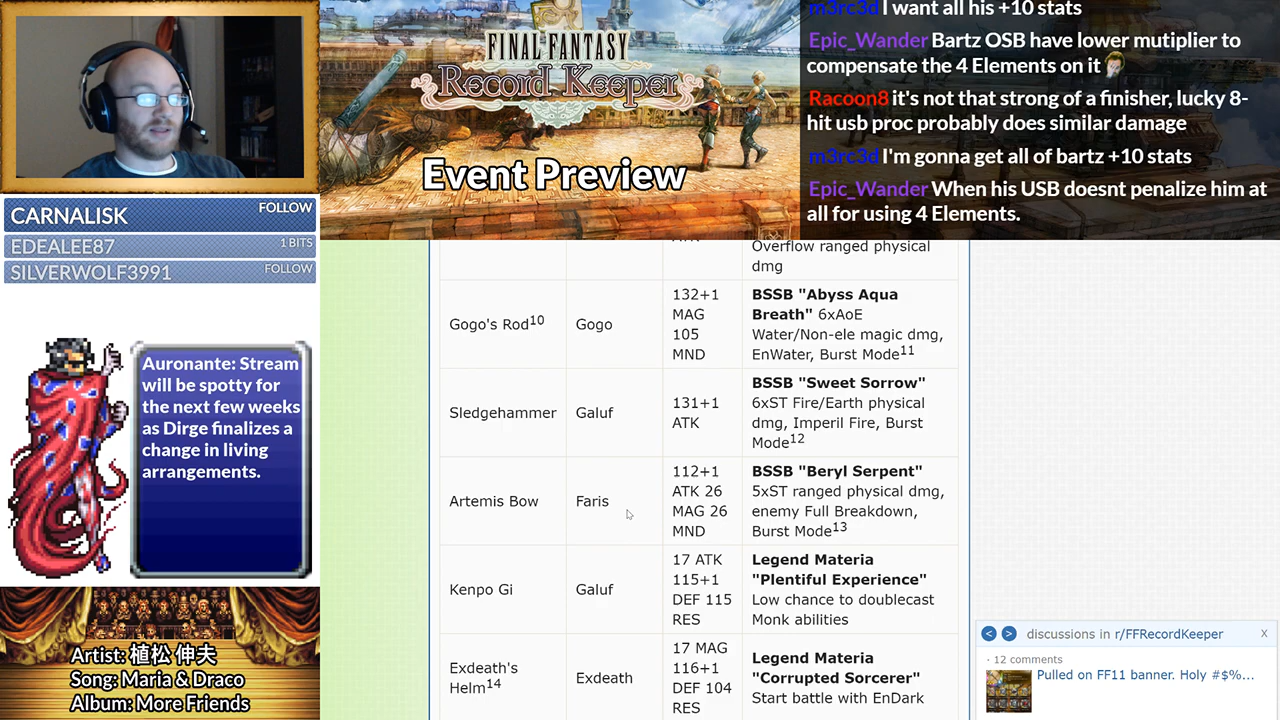 FINAL FANTASY
Record Keeper
Event Preview
m3rc3d I want all his +10 stats
Epic_Wander Bartz OSB have lower mutiplier to
compensate the 4 Elements on it
Racoon8 it's not that strong of a finisher, lucky 8-
hit usb proc probably does similar damage
m3rc3d I'm gonna get all of bartz +10 stats
Epic_Wander When his USB doesnt penalize him at
all for using 4 Elements.
CARNALISK FOLLOW
EDEALEE87 1 BITS
SILVERWOLF3991 FOLLOW
Auronante: Stream
will be spotty for
the next few weeks
as Dirge finalizes a
change in living
arrangements.
Artist: 植松 伸夫
Song: Maria & Draco
Album: More Friends
Overflow ranged physical
dmg
Gogo's Rod10
Gogo
132+1
MAG
105
MND
BSSB "Abyss Aqua
Breath" 6xAoE
Water/Non-ele magic dmg,
EnWater, Burst Mode11
Sledgehammer
Galuf
131+1
ATK
BSSB "Sweet Sorrow"
6xST Fire/Earth physical
dmg, Imperil Fire, Burst
Mode12
Artemis Bow
Faris
112+1
ATK 26
MAG 26
MND
BSSB "Beryl Serpent"
5xST ranged physical dmg,
enemy Full Breakdown,
Burst Mode13
Kenpo Gi
Galuf
17 ATK
115+1
DEF 115
RES
Legend Materia
"Plentiful Experience"
Low chance to doublecast
Monk abilities
Exdeath's
Helm14
Exdeath
17 MAG
116+1
DEF 104
RES
Legend Materia
"Corrupted Sorcerer"
Start battle with EnDark
< > discussions in r/FFRecordKeeper X
· 12 comments
Pulled on FF11 banner. Holy #$%...